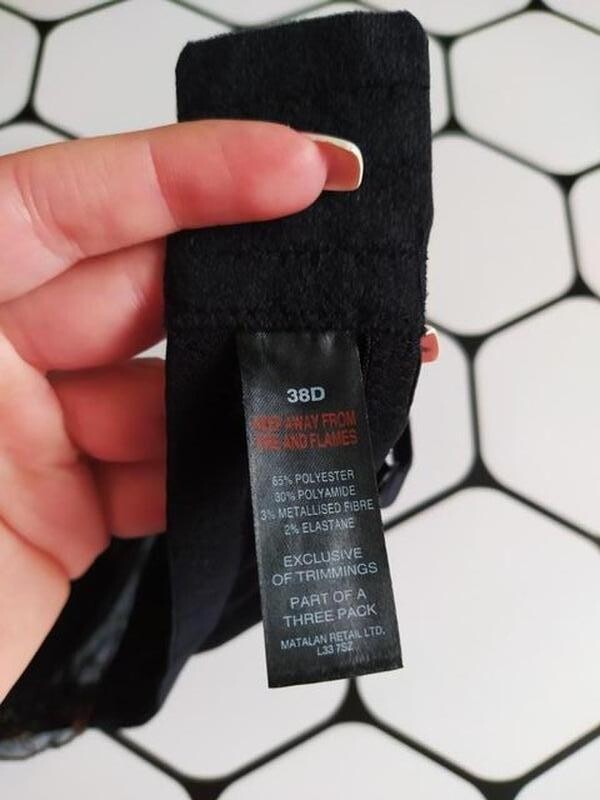 38D
KEEP AWAY FROM
FIRE AND FLAMES
65% POLYESTER
30% POLYAMIDE
3% METALLISED FIBRE
2% ELASTANE
EXCLUSIVE
OF TRIMMINGS
PART OF A
THREE PACK
MATALAN RETAIL LTD.
L33 7SZ